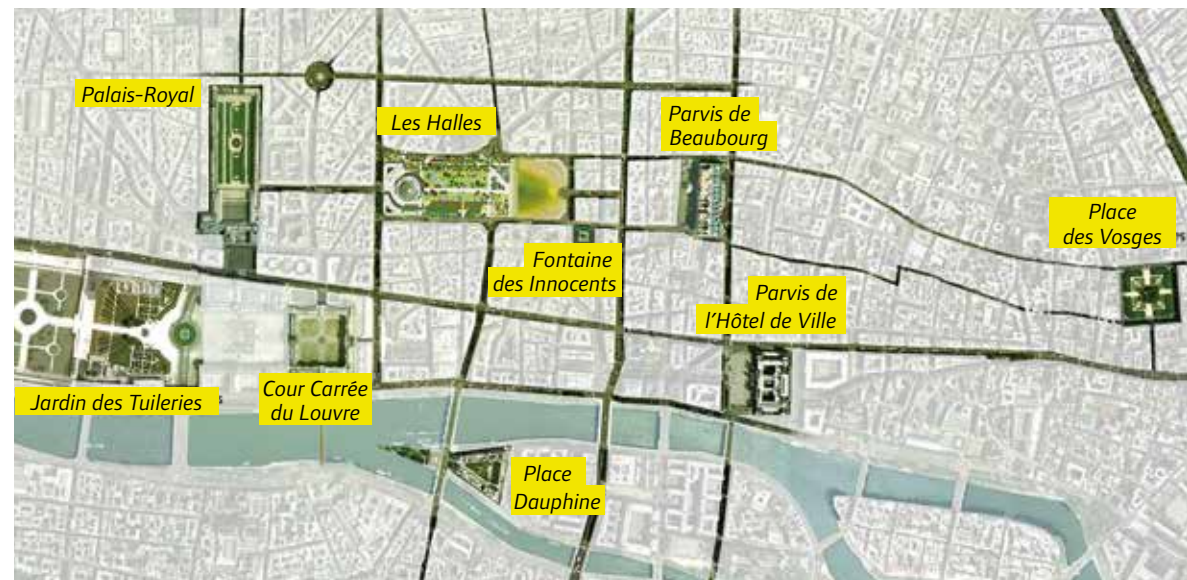 Palais-Royal
Les Halles
Parvis de
Beaubourg
Place
des Vosges
Fontaine
des Innocents
Parvis de
l'Hôtel de Ville
Jardin des Tuileries
Cour Carrée
du Louvre
Place
Dauphine